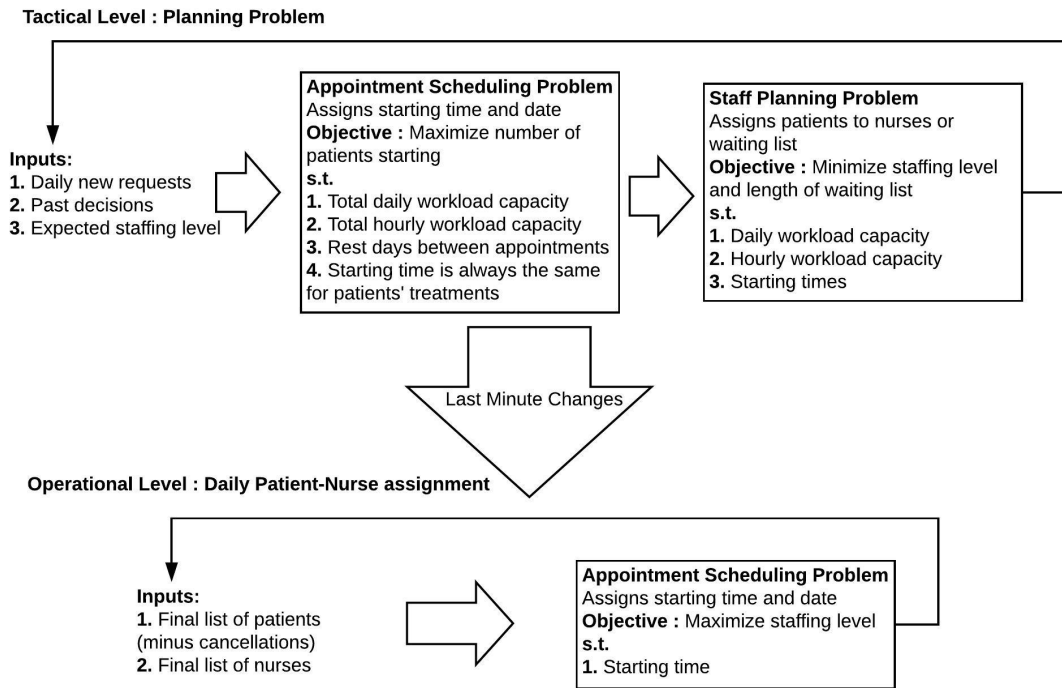 Tactical Level : Planning Problem
Inputs:
1. Daily new requests
2. Past decisions
3. Expected staffing level
Appointment Scheduling Problem
Assigns starting time and date
Objective : Maximize number of
patients starting
s.t.
1. Total daily workload capacity
2. Total hourly workload capacity
3. Rest days between appointments
4. Starting time is always the same
for patients' treatments
Staff Planning Problem
Assigns patients to nurses or
waiting list
Objective : Minimize staffing level
and length of waiting list
s.t.
1. Daily workload capacity
2. Hourly workload capacity
3. Starting times
Last Minute Changes
Operational Level : Daily Patient-Nurse assignment
Inputs:
1. Final list of patients
(minus cancellations)
2. Final list of nurses
Appointment Scheduling Problem
Assigns starting time and date
Objective : Maximize staffing level
s.t.
1. Starting time